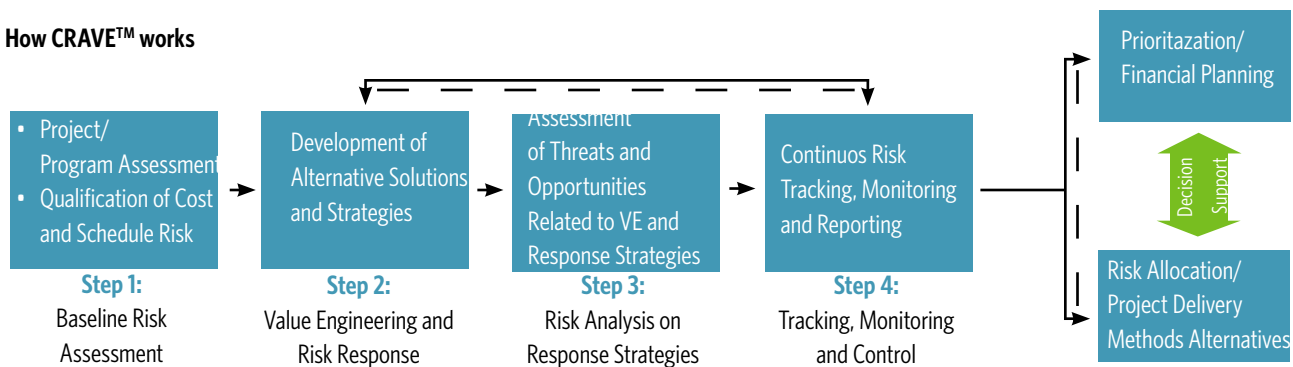 How CRAVE™ works
• Project/
Program Assessment
• Qualification of Cost
and Schedule Risk
Step 1:
Baseline Risk
Assessment
Development of
Alternative Solutions
and Strategies
Step 2:
Value Engineering and
Risk Response
Assessment
of Threats and
Opportunities
Related to VE and
Response Strategies
Step 3:
Risk Analysis on
Response Strategies
Continuos Risk
Tracking, Monitoring
and Reporting
Step 4:
Tracking, Monitoring
and Control
Prioritazation/
Financial Planning
Decision
Support
Risk Allocation/
Project Delivery
Methods Alternatives